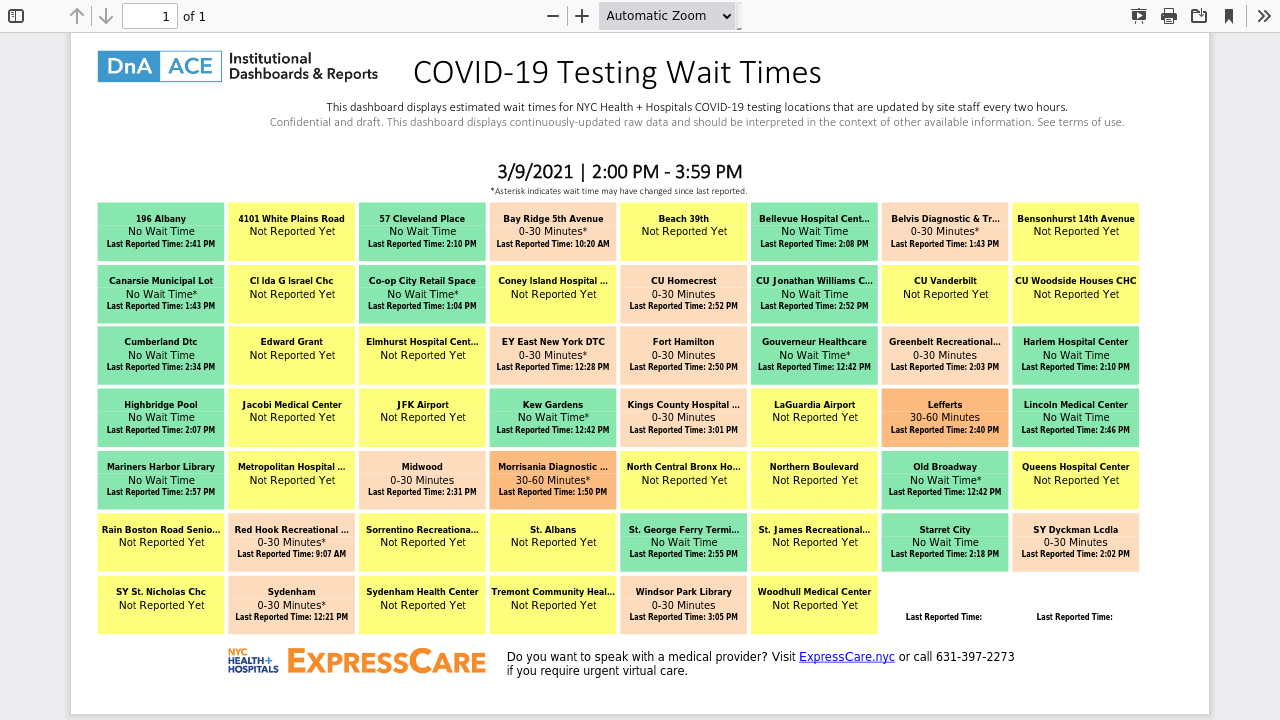 1 of 1 Automatic Zoom
DnA ACE Institutional
Dashboards & Reports
COVID-19 Testing Wait Times
This dashboard displays estimated wait times for NYC Health + Hospitals COVID-19 testing locations that are updated by site staff every two hours.
Confidential and draft. This dashboard displays continuously-updated raw data and should be interpreted in the context of other available information. See terms of use.
3/9/2021 | 2:00 PM - 3:59 PM
*Asterisk indicates wait time may have changed since last reported.
196 Albany 4101 White Plains Road 57 Cleveland Place Bay Ridge 5th Avenue Beach 39th Bellevue Hospital Cent... Belvis Diagnostic & Tr... Bensonhurst 14th Avenue
No Wait Time Not Reported Yet No Wait Time 0-30 Minutes* Not Reported Yet No Wait Time 0-30 Minutes* Not Reported Yet
Last Reported Time: 2:41 PM Last Reported Time: 2:10 PM Last Reported Time: 10:20 AM Last Reported Time: 2:08 PM Last Reported Time: 1:43 PM
Canarsie Municipal Lot Cl Ida G Israel Chc Co-op City Retail Space Coney Island Hospital ... CU Homecrest CU Jonathan Williams C... CU Vanderbilt CU Woodside Houses CHC
No Wait Time* Not Reported Yet No Wait Time* Not Reported Yet 0-30 Minutes No Wait Time Not Reported Yet Not Reported Yet
Last Reported Time: 1:43 PM Last Reported Time: 1:04 PM Last Reported Time: 2:52 PM Last Reported Time: 2:52 PM
Cumberland Dtc Edward Grant Elmhurst Hospital Cent... EY East New York DTC Fort Hamilton Gouverneur Healthcare Greenbelt Recreational... Harlem Hospital Center
No Wait Time Not Reported Yet Not Reported Yet 0-30 Minutes* 0-30 Minutes No Wait Time* 0-30 Minutes No Wait Time
Last Reported Time: 2:34 PM Last Reported Time: 12:28 PM Last Reported Time: 2:50 PM Last Reported Time: 12:42 PM Last Reported Time: 2:03 PM Last Reported Time: 2:10 PM
Highbridge Pool Jacobi Medical Center JFK Airport Kew Gardens Kings County Hospital ... LaGuardia Airport Lefferts Lincoln Medical Center
No Wait Time Not Reported Yet Not Reported Yet No Wait Time* 0-30 Minutes Not Reported Yet 30-60 Minutes No Wait Time
Last Reported Time: 2:07 PM Last Reported Time: 12:42 PM Last Reported Time: 3:01 PM Last Reported Time: 2:40 PM Last Reported Time: 2:46 PM
Mariners Harbor Library Metropolitan Hospital ... Midwood Morrisania Diagnostic ... North Central Bronx Ho... Northern Boulevard Old Broadway Queens Hospital Center
No Wait Time Not Reported Yet 0-30 Minutes 30-60 Minutes* Not Reported Yet Not Reported Yet No Wait Time* Not Reported Yet
Last Reported Time: 2:57 PM Last Reported Time: 2:31 PM Last Reported Time: 1:50 PM Last Reported Time: 12:42 PM
Rain Boston Road Senio... Red Hook Recreational ... Sorrentino Recreationa... St. Albans St. George Ferry Termi... St. James Recreational... Starret City SY Dyckman Lcdla
Not Reported Yet 0-30 Minutes* Not Reported Yet Not Reported Yet No Wait Time Not Reported Yet No Wait Time 0-30 Minutes
Last Reported Time: 9:07 AM Last Reported Time: 2:55 PM Last Reported Time: 2:18 PM Last Reported Time: 2:02 PM
SY St. Nicholas Chc Sydenham Sydenham Health Center Tremont Community Heal... Windsor Park Library Woodhull Medical Center
Not Reported Yet 0-30 Minutes* Not Reported Yet Not Reported Yet 0-30 Minutes Not Reported Yet
Last Reported Time: 12:21 PM Last Reported Time: 3:05 PM Last Reported Time: Last Reported Time:
NYC
HEALTH+
HOSPITALS
EXPRESSCARE
Do you want to speak with a medical provider? Visit ExpressCare.nyc or call 631-397-2273
if you require urgent virtual care.